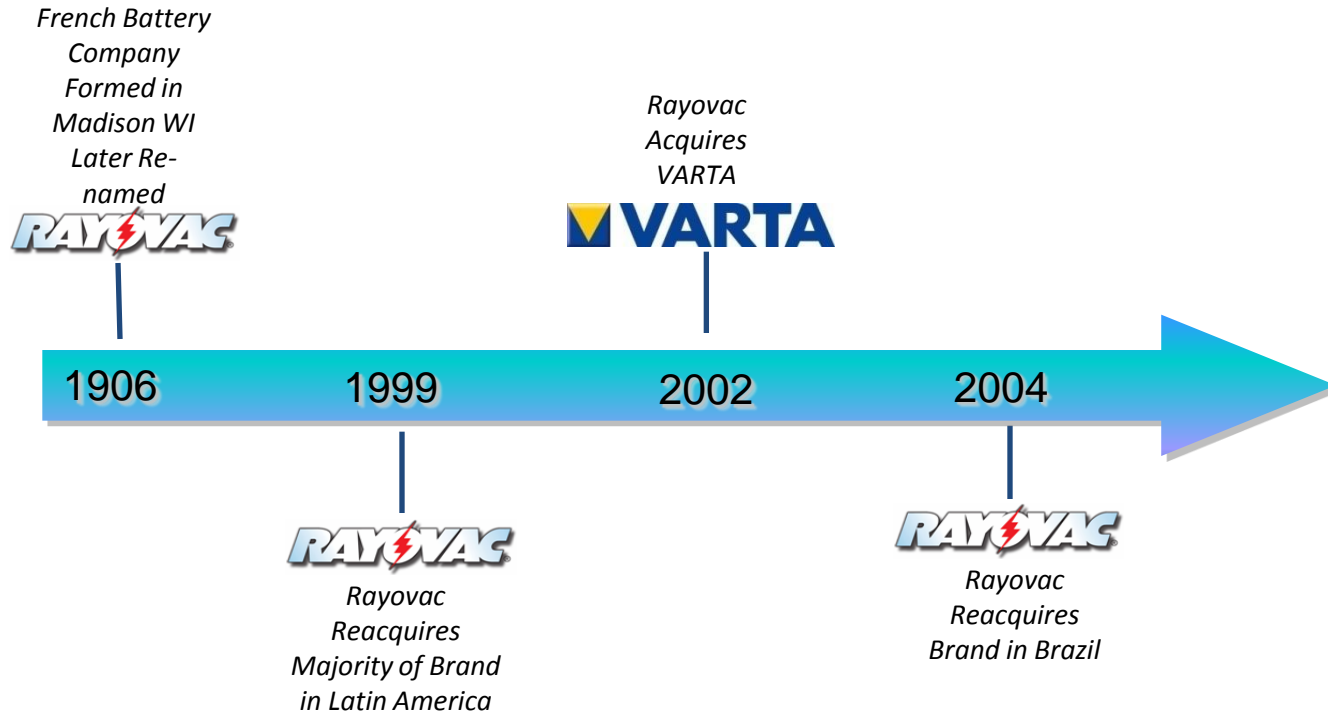 French Battery
Company
Formed in
Madison WI
Later Re-
named
RAYOVAC®
Rayovac
Acquires
VARTA
VARTA
1906
1999
2002
2004
RAYOVAC®
Rayovac
Reacquires
Majority of Brand
in Latin America
RAYOVAC®
Rayovac
Reacquires
Brand in Brazil